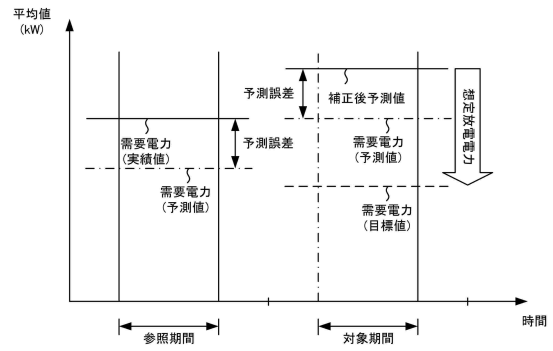 平均値
(kW)
予測誤差
補正後予測値
想定放電電力
需要電力
(実績値)
予測誤差
需要電力
(予測値)
需要電力
(予測値)
需要電力
(目標値)
時間
参照期間
対象期間